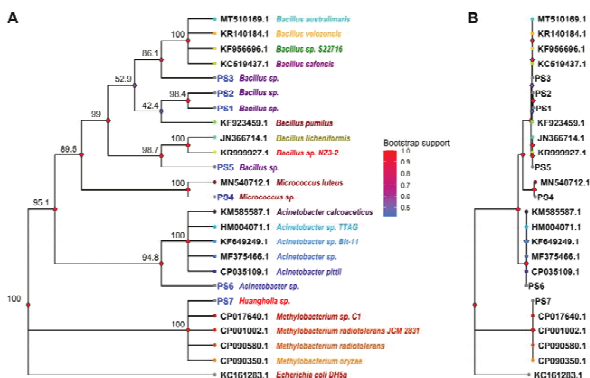 A
MT510169.1 Bacillus australimaris
KR140184.1 Bacillus velezensis
KF956696.1 Bacillus sp. S22716
KC519437.1 Bacillus safensis
PS3 Bacillus sp.
PS2 Bacillus sp.
PS1 Bacillus sp.
KF923459.1 Bacillus pumilus
JN366714.1 Bacillus licheniformis
KR999927.1 Bacillus sp. NZ3-2
PS5 Bacillus sp.
MN540712.1 Micrococcus luteus
PS4 Micrococcus sp.
KM585587.1 Acinetobacter calcoaceticus
HM004071.1 Acinetobacter sp. TTAG
KF649249.1 Acinetobacter sp. Bit-11
MF375466.1 Acinetobacter sp.
CP035109.1 Acinetobacter pittii
PS6 Acinetobacter sp.
PS7 Huanghella sp.
CP017640.1 Methylobacterium sp. C1
CP001002.1 Methylobacterium radiotolerans JCM 2831
CP090580.1 Methylobacterium radiotolerans
CP090350.1 Methylobacterium oryzae
KC161283.1 Escherichia coli DH5a
100
86.1
52.9
98.4
42.4
99
100
98.7
89.5
100
95.1
100
94.8
100
100
Bootstrap support
1.0
0.9
0.8
0.7
0.6
0.5
B
MT510169.1
KR140184.1
KF956696.1
KC519437.1
PS3
PS2
PS1
KF923459.1
JN366714.1
KR999927.1
PS5
MN540712.1
PS4
KM585587.1
HM004071.1
KF649249.1
MF375466.1
CP035109.1
PS6
PS7
CP017640.1
CP001002.1
CP090580.1
CP090350.1
KC161283.1